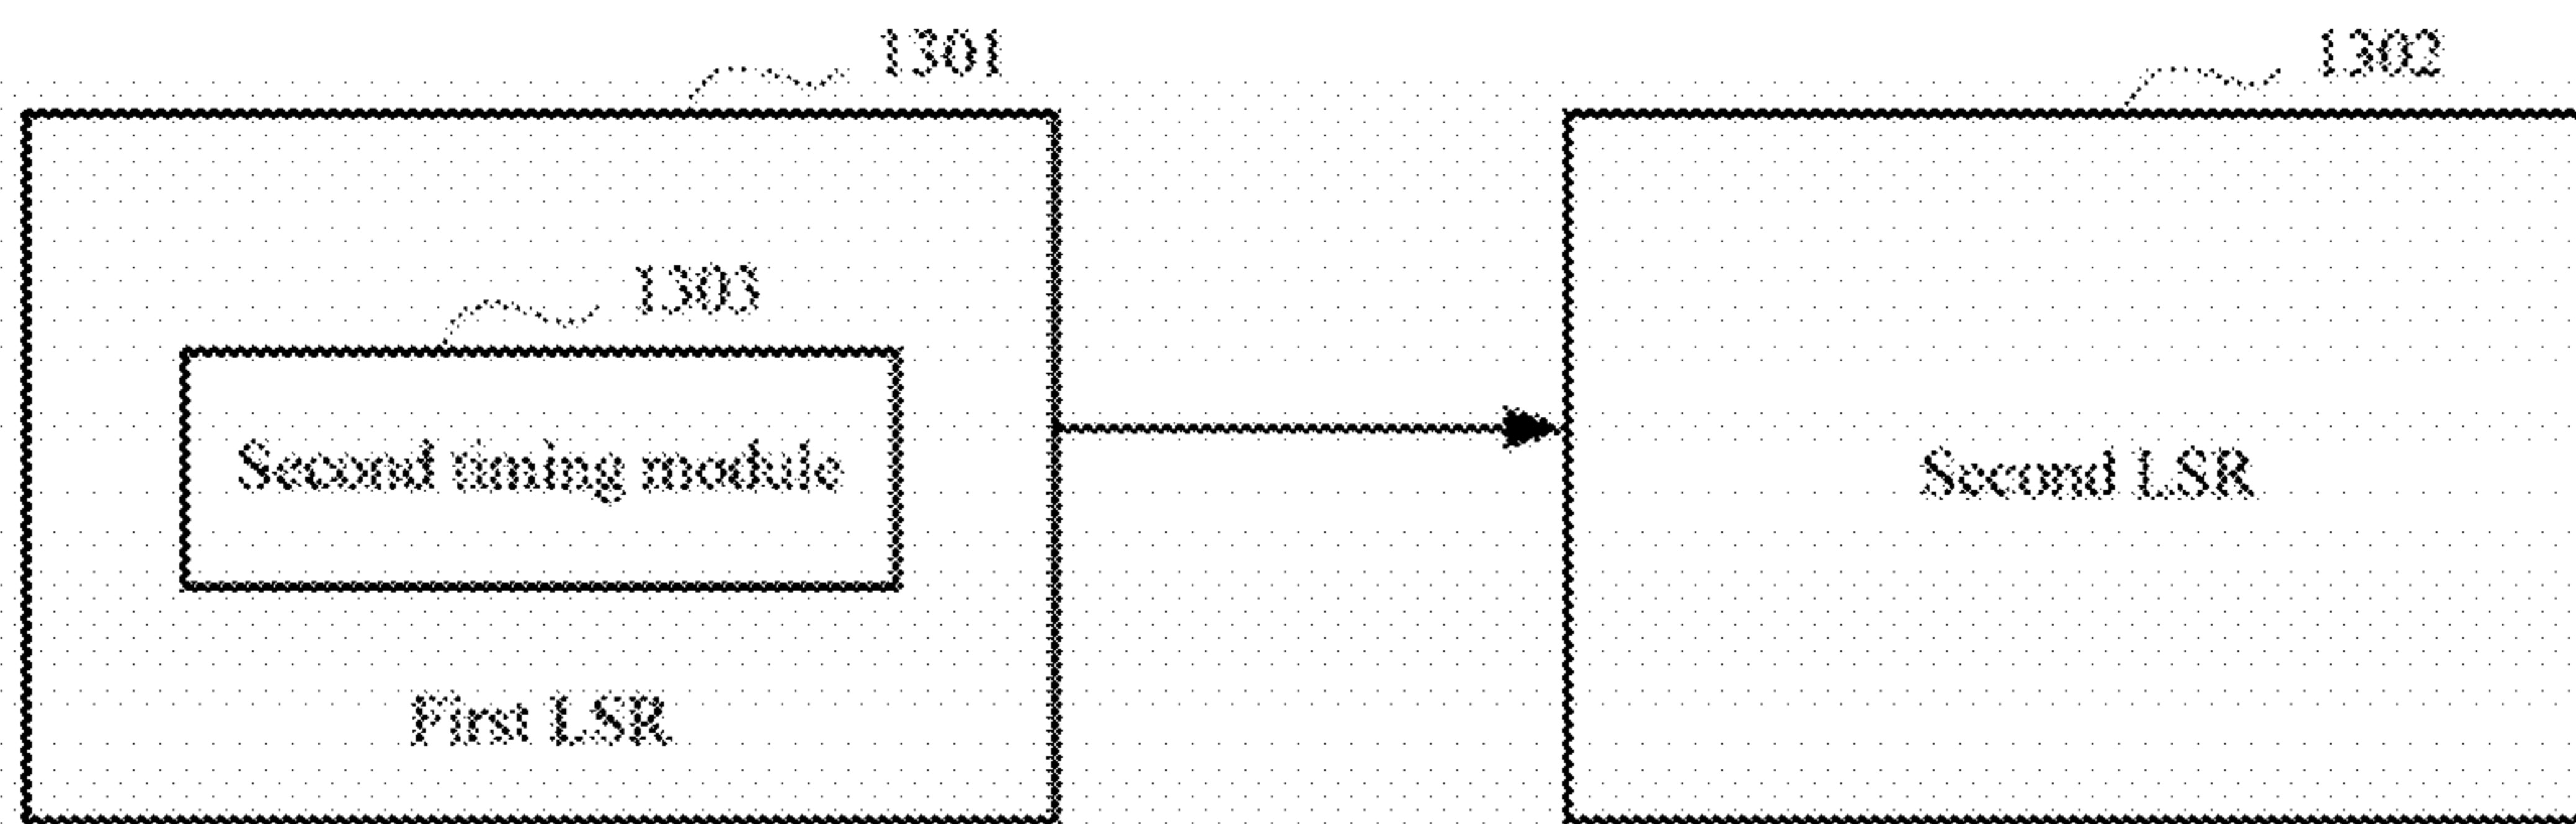 1301
1302
1303
Second timing module
Second LSR
First LSR